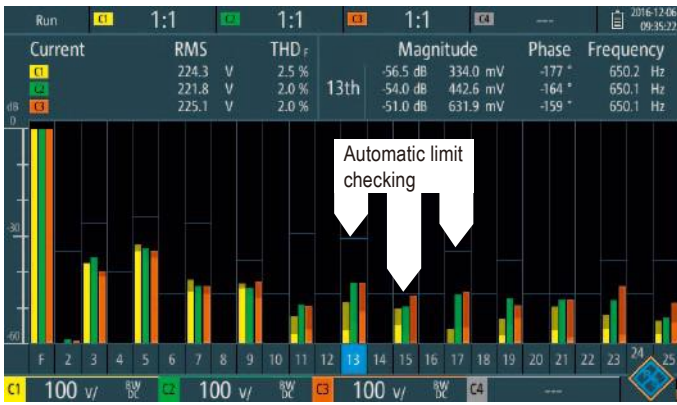 Run C1 1:1 C2 1:1 C3 1:1 C4 --- 2016-12-06
09:35:22
Current RMS THD F Magnitude Phase Frequency
C1 224.3 V 2.5 % -56.5 dB 334.0 mV -177 ° 650.2 Hz
C2 221.8 V 2.0 % 13th -54.0 dB 442.6 mV -164 ° 650.1 Hz
C3 225.1 V 2.0 % -51.0 dB 631.9 mV -159 ° 650.1 Hz
dB
0
Automatic limit
checking
-30
-60
F 2 3 4 5 6 7 8 9 10 11 12 13 14 15 16 17 18 19 20 21 22 23 24 25
C1 100 V/ BW DC C2 100 V/ BW DC C3 100 V/ BW DC C4 ---